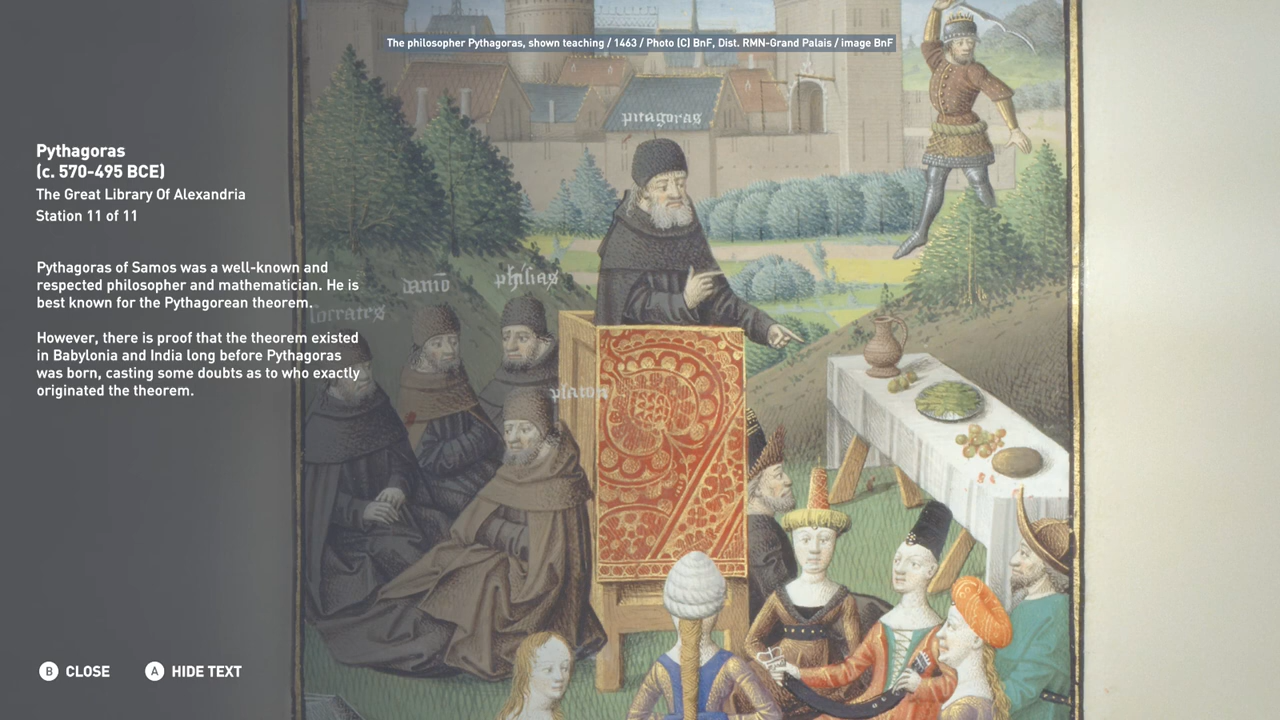 The philosopher Pythagoras, shown teaching / 1463 / Photo (C) BnF, Dist. RMN-Grand Palais / image BnF
pitagoras
Pythagoras
(c. 570-495 BCE)
The Great Library Of Alexandria
Station 11 of 11
Pythagoras of Samos was a well-known and
respected philosopher and mathematician. He is
best known for the Pythagorean theorem.
However, there is proof that the theorem existed
in Babylonia and India long before Pythagoras
was born, casting some doubts as to who exactly
originated the theorem.
philias
B CLOSE
A HIDE TEXT